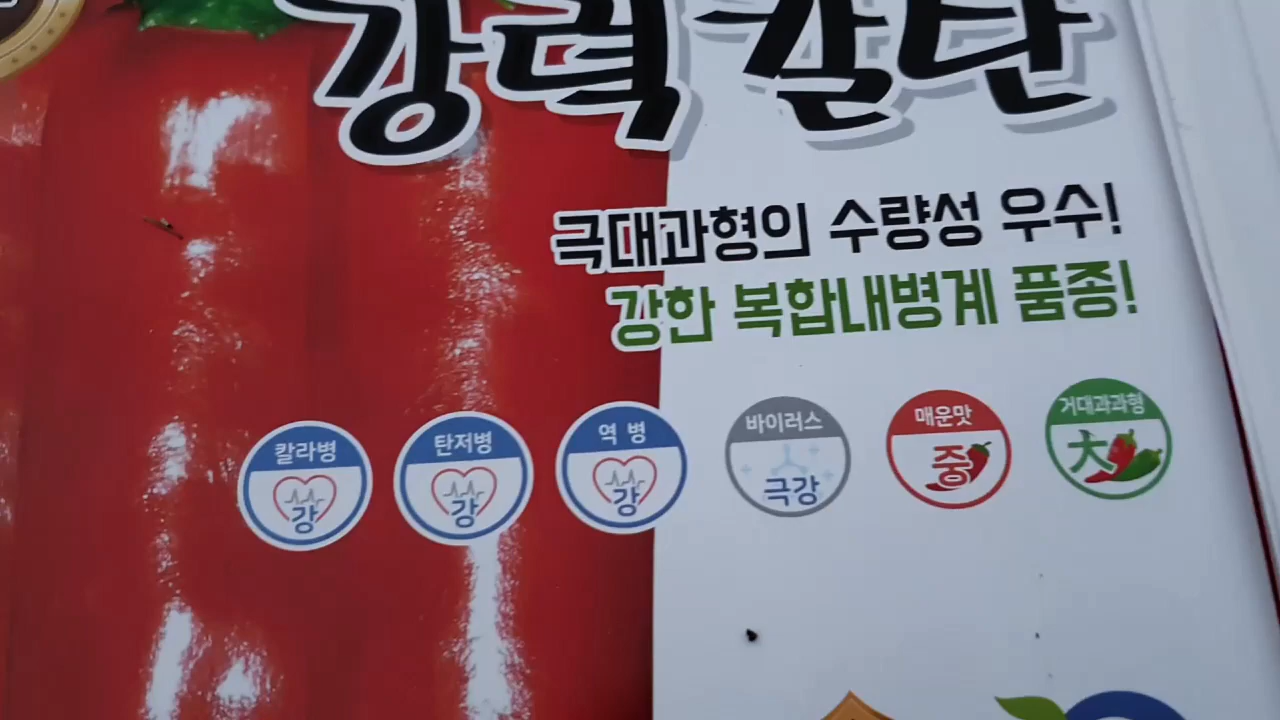 강력칼탄
극대과형의 수량성 우수!
강한 복합내병계 품종!
칼라병
강
탄저병
강
역 병
강
바이러스
극강
매운맛
중
거대과과형
大